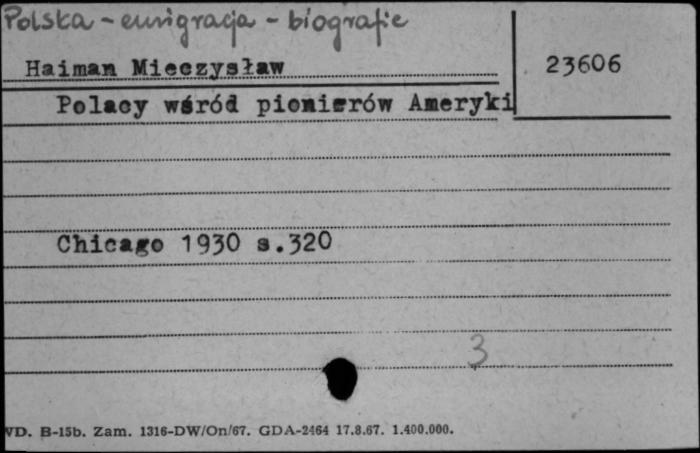 Polska - emigracja - biografie
Haiman Mieczysław
23606
Polacy wśród pionierów Ameryki
Chicago 1930 s.320
3
WD. B-15b. Zam. 1316-DW/On/67. GDA-2464 17.8.67. 1.400.000.